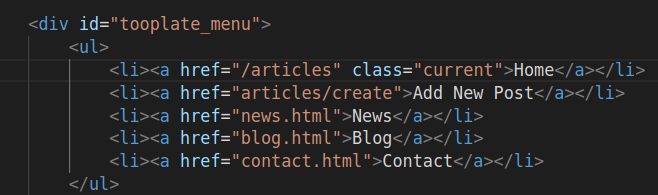 <div id="tooplate_menu">
<ul>
<li><a href="/articles" class="current">Home</a></li>
<li><a href="articles/create">Add New Post</a></li>
<li><a href="news.html">News</a></li>
<li><a href="blog.html">Blog</a></li>
<li><a href="contact.html">Contact</a></li>
</ul>